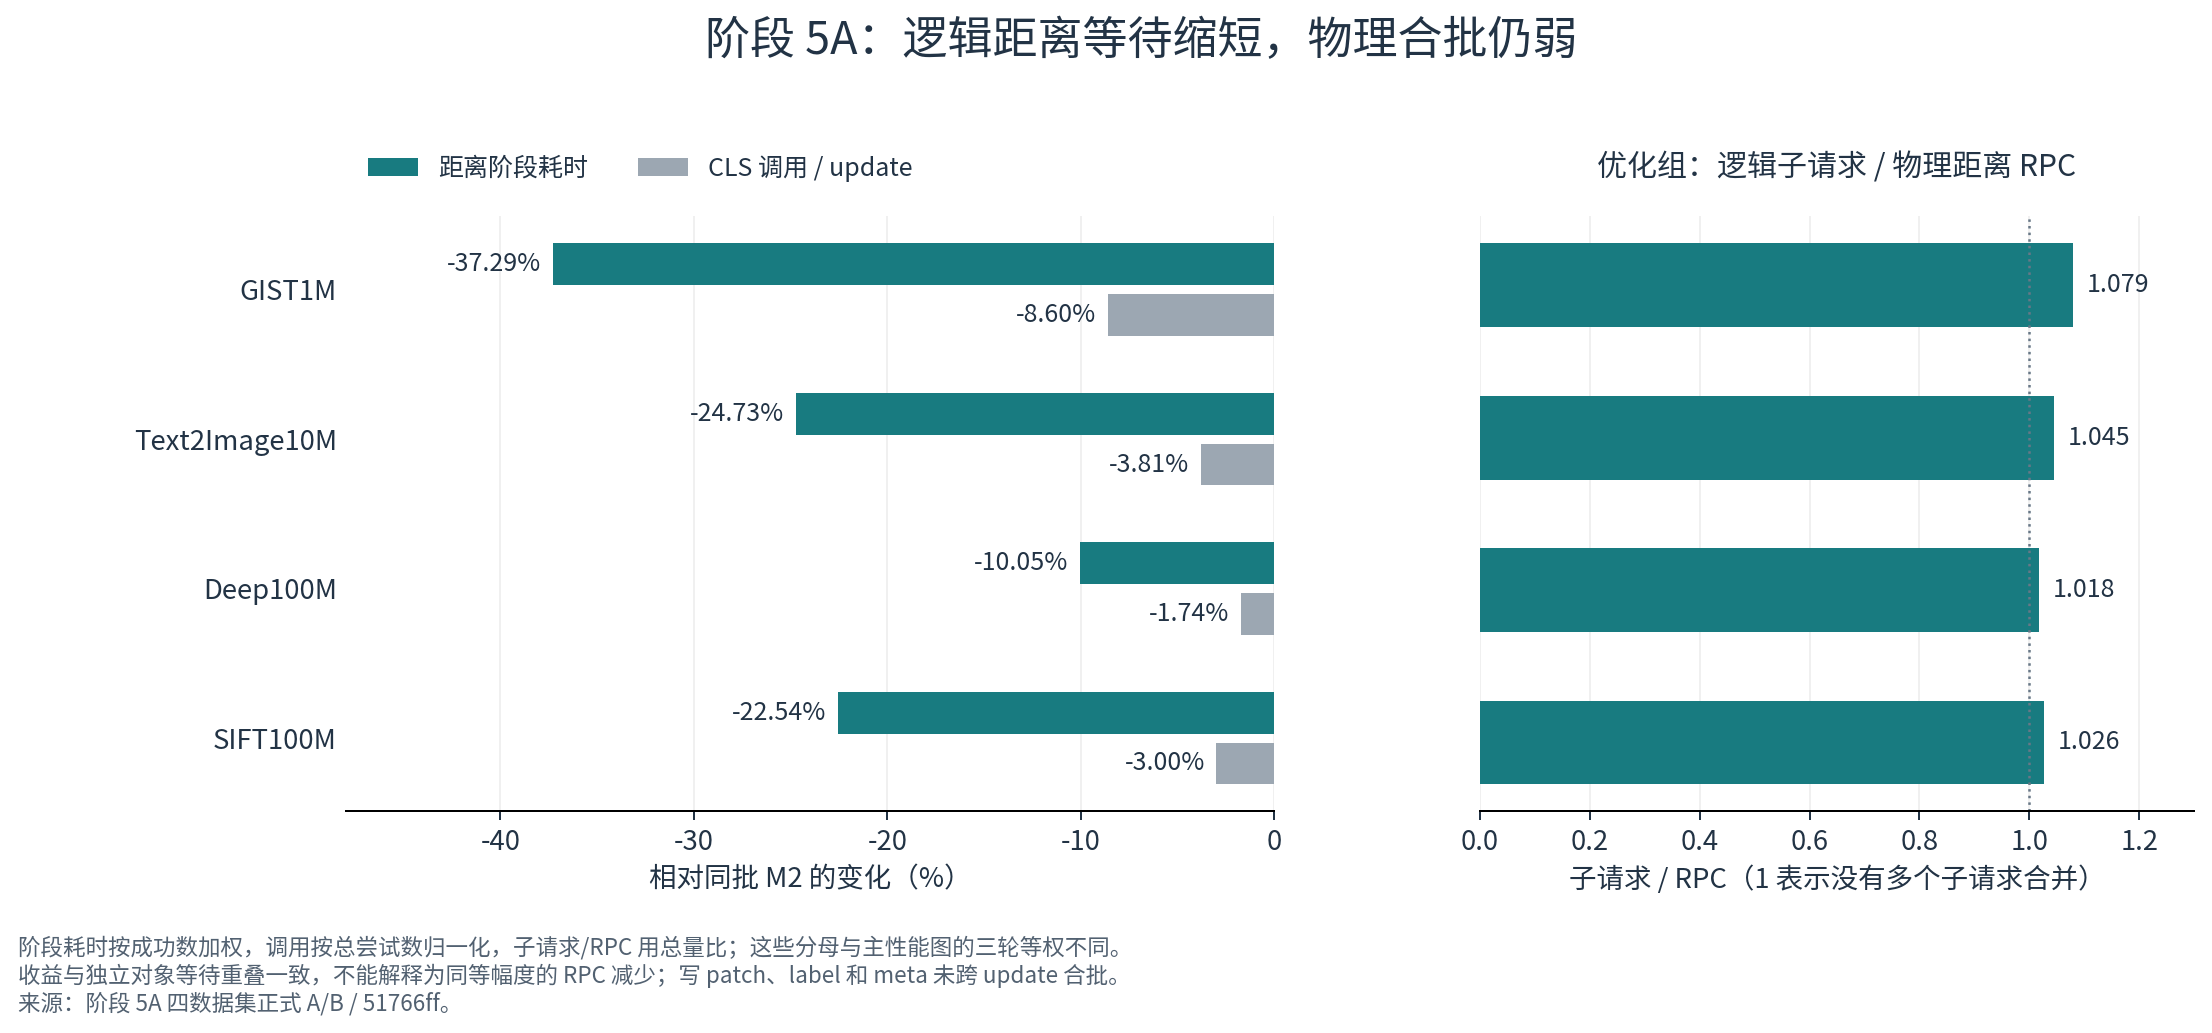 阶段 5A：逻辑距离等待缩短，物理合批仍弱
距离阶段耗时
CLS 调用 / update
GIST1M
-37.29%
-8.60%
Text2Image10M
-24.73%
-3.81%
Deep100M
-10.05%
-1.74%
SIFT100M
-22.54%
-3.00%
-40 -30 -20 -10 0
相对同批 M2 的变化（%）
优化组：逻辑子请求 / 物理距离 RPC
1.079
1.045
1.018
1.026
0.0 0.2 0.4 0.6 0.8 1.0 1.2
子请求 / RPC（1 表示没有多个子请求合并）
阶段耗时按成功数加权，调用按总尝试数归一化，子请求/RPC 用总量比；这些分母与主性能图的三轮等权不同。
收益与独立对象等待重叠一致，不能解释为同等幅度的 RPC 减少；写 patch、label 和 meta 未跨 update 合批。
来源：阶段 5A 四数据集正式 A/B / 51766ff。